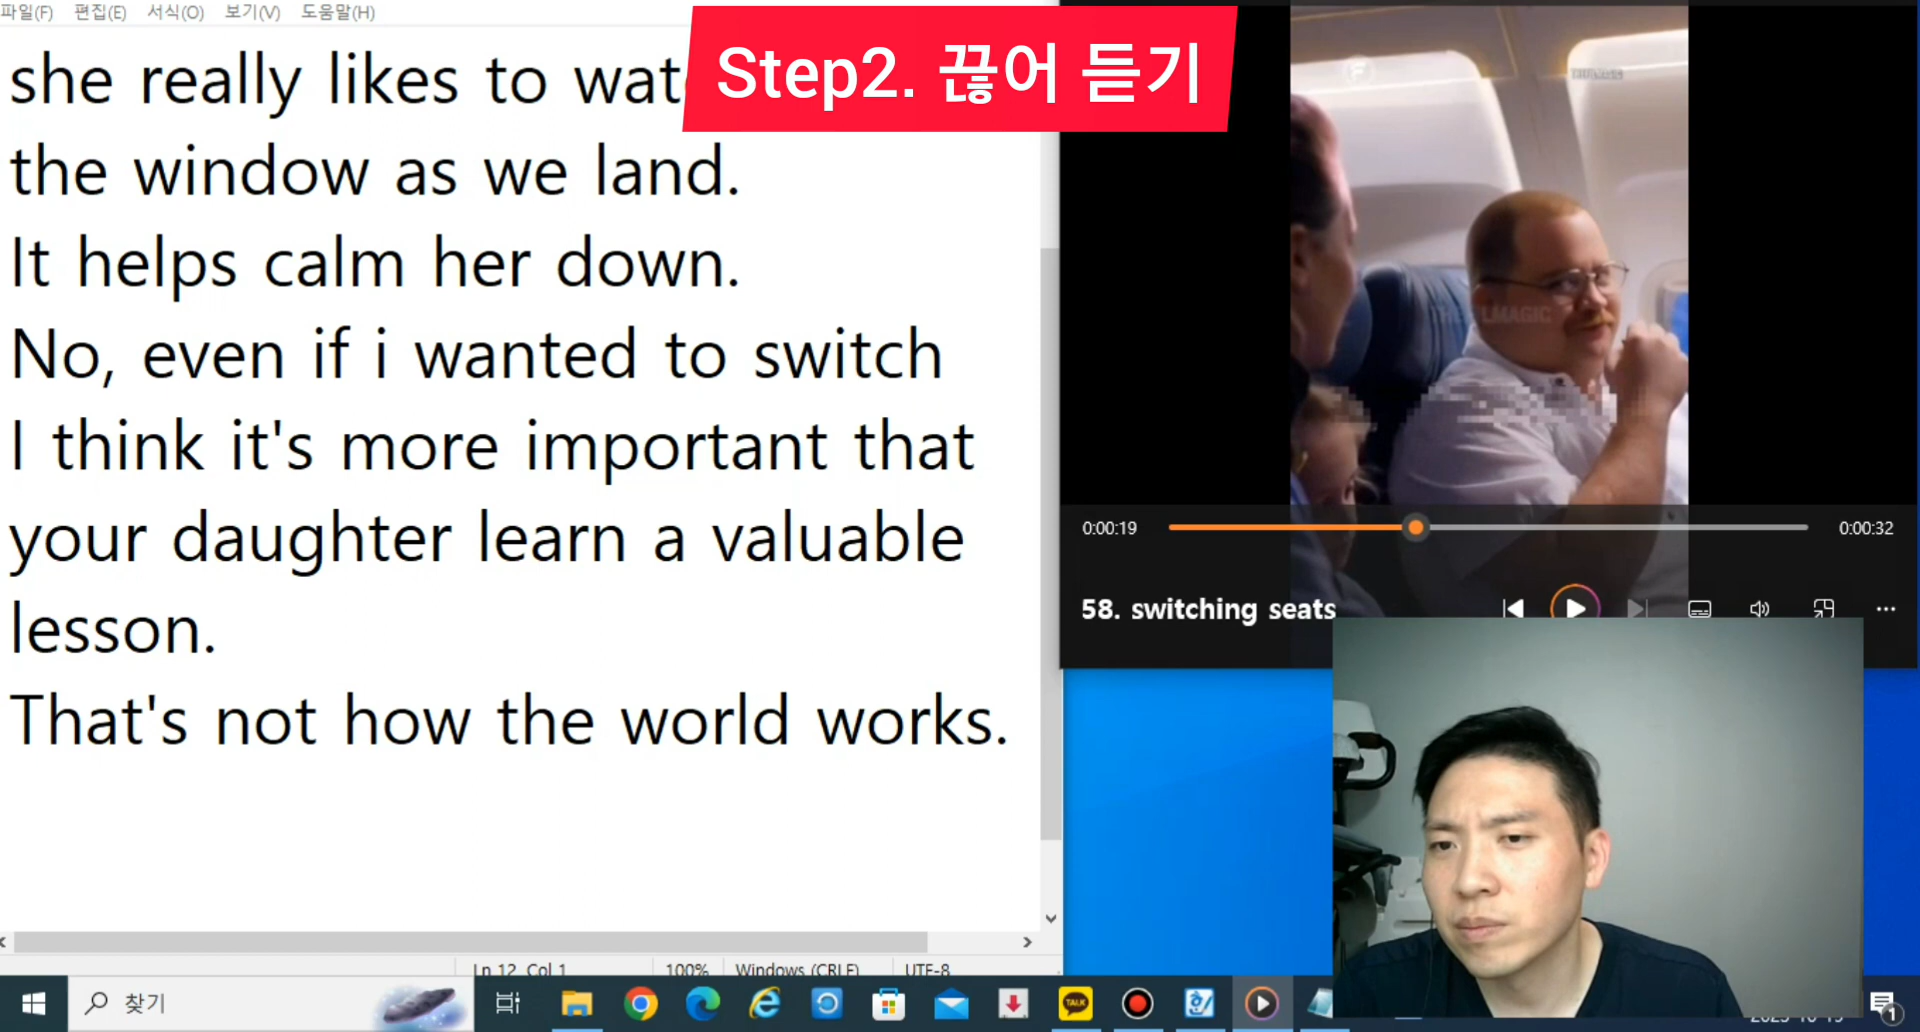 파일(F) 편집(E) 서식(O) 보기(V) 도움말(H)
Step2. 끊어 듣기
she really likes to wat
the window as we land.
It helps calm her down.
No, even if i wanted to switch
I think it's more important that
your daughter learn a valuable
lesson.
That's not how the world works.
0:00:19
0:00:32
58. switching seats
Ln 12, Col 1 100% Windows (CRLF) UTF-8
찾기
TALK
1